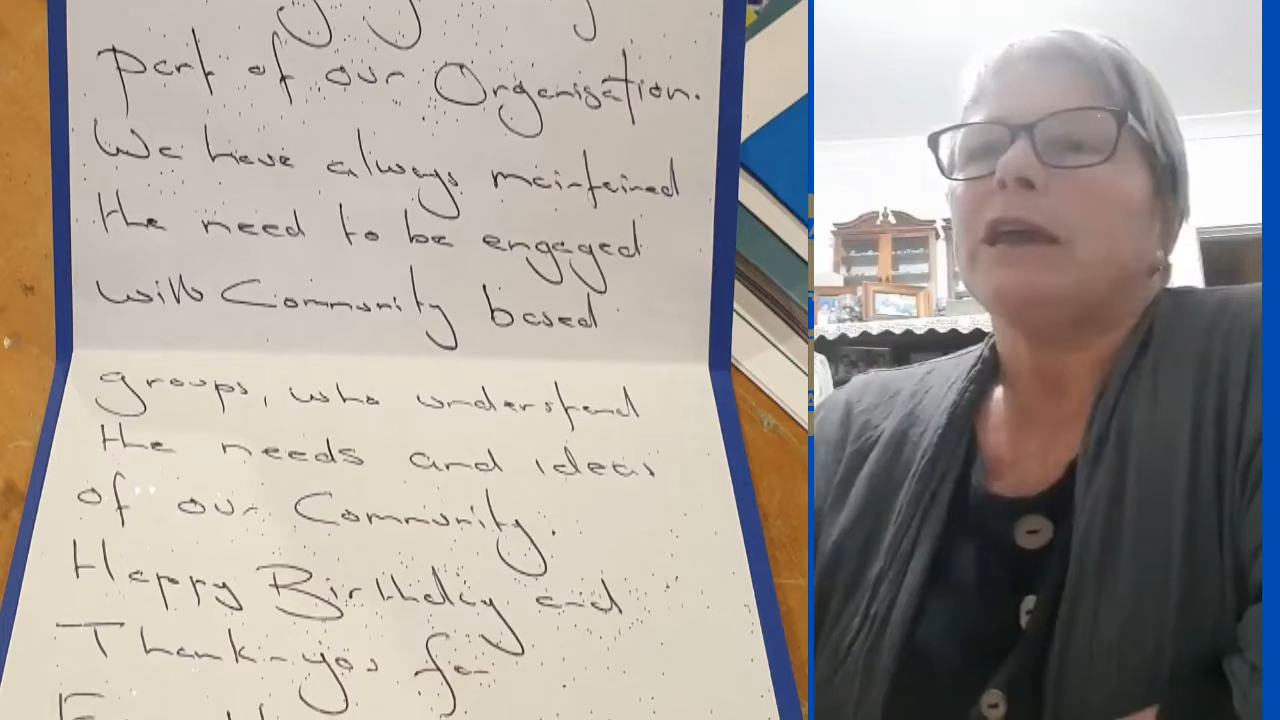 part of our Organisation.
We have always maintained
the need to be engaged
with Community based
groups, who understand
the needs and ideas
of our Community.
Happy Birthday and
Thank-you for